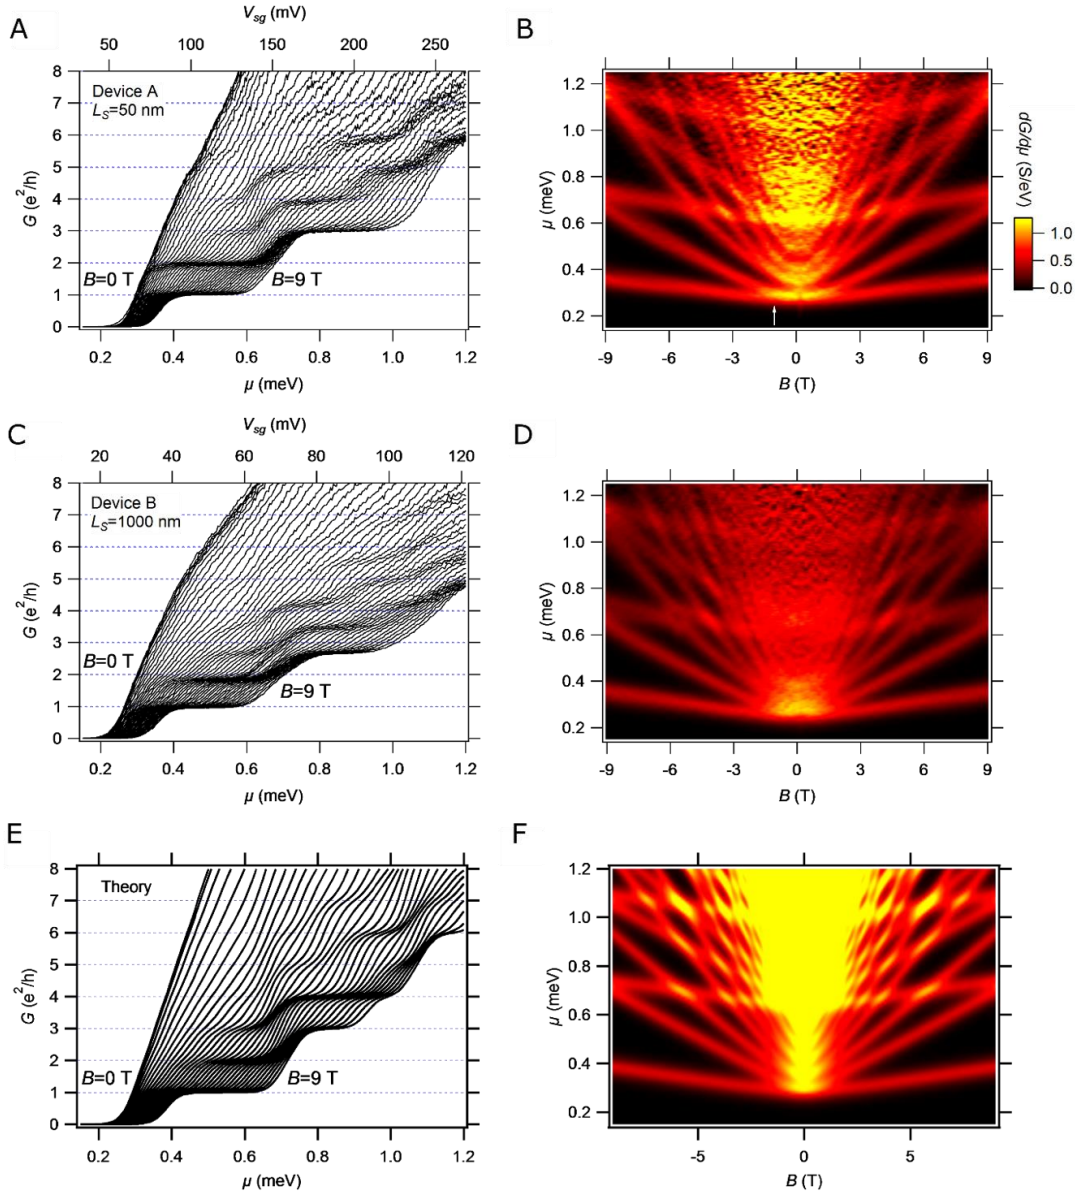 A
V_sg (mV)
50 100 150 200 250
Device A
L_S=50 nm
8
7
6
5
4
3
2
1
0
G (e²/h)
B=0 T
B=9 T
0.2 0.4 0.6 0.8 1.0 1.2
μ (meV)
B
1.2
1.0
0.8
0.6
0.4
0.2
μ (meV)
-9 -6 -3 0 3 6 9
B (T)
dG/dμ (S/eV)
1.0
0.5
0.0
C
V_sg (mV)
20 40 60 80 100 120
Device B
L_S=1000 nm
8
7
6
5
4
3
2
1
0
G (e²/h)
B=0 T
B=9 T
0.2 0.4 0.6 0.8 1.0 1.2
μ (meV)
D
1.2
1.0
0.8
0.6
0.4
0.2
μ (meV)
-9 -6 -3 0 3 6 9
B (T)
E
Theory
8
7
6
5
4
3
2
1
0
G (e²/h)
B=0 T
B=9 T
0.2 0.4 0.6 0.8 1.0 1.2
μ (meV)
F
1.2
1.0
0.8
0.6
0.4
0.2
μ (meV)
-5 0 5
B (T)